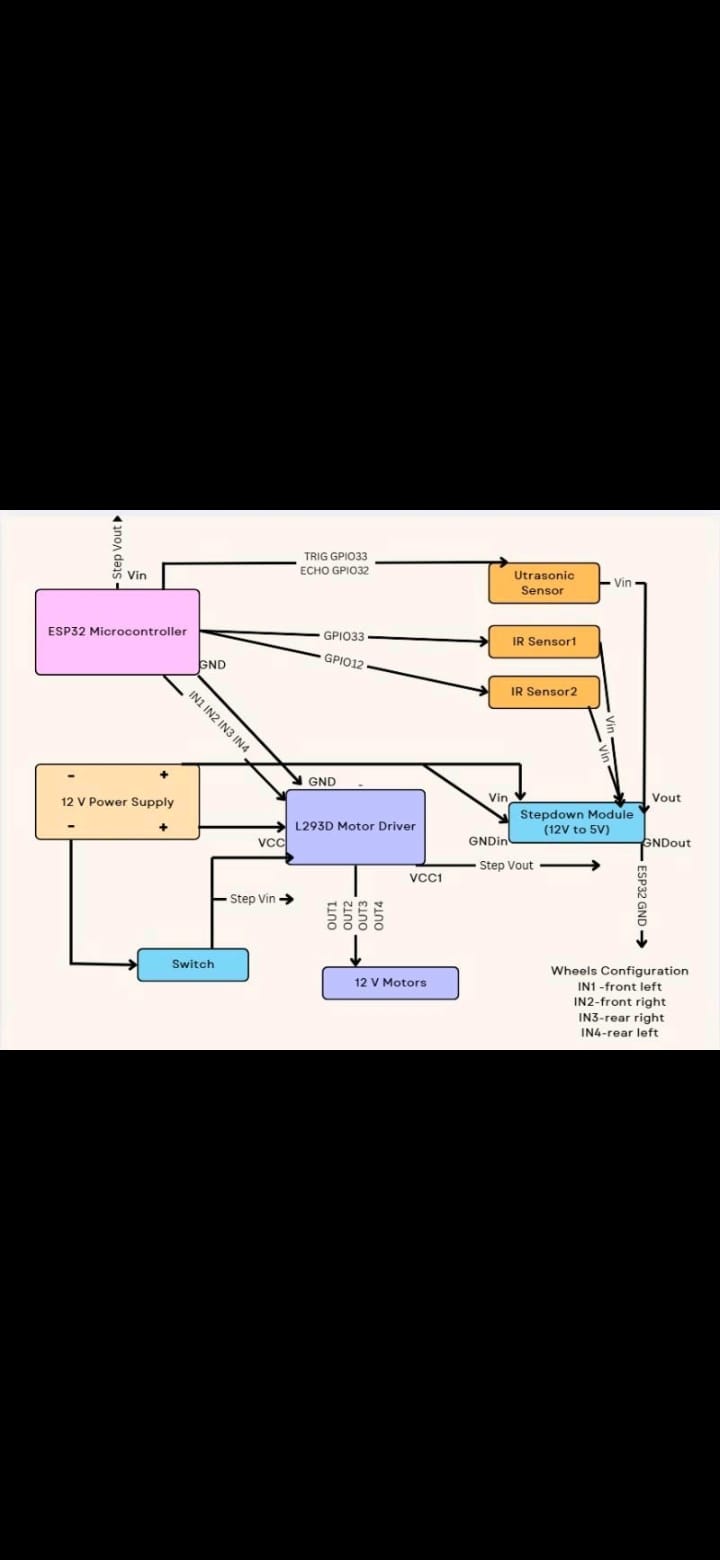 Step Vout
Vin
TRIG GPIO33
ECHO GPIO32
Utrasonic
Sensor
Vin
ESP32 Microcontroller
GPIO33
IR Sensor1
GND
GPIO12
IR Sensor2
IN1 IN2 IN3 IN4
Vin
Vin
- +
12 V Power Supply
- +
GND -
L293D Motor Driver
VCC
VCC1
Vin
Vout
Stepdown Module
(12V to 5V)
GNDin
GNDout
Step Vout
ESP32 GND
Step Vin
OUT1
OUT2
OUT3
OUT4
Switch
12 V Motors
Wheels Configuration
IN1 -front left
IN2-front right
IN3-rear right
IN4-rear left